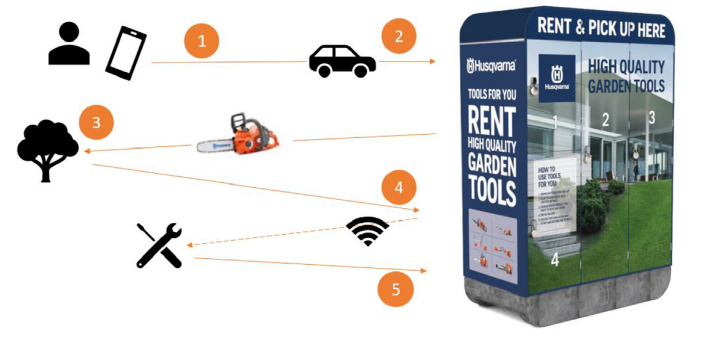 1
2
RENT & PICK UP HERE
Husqvarna
TOOLS FOR YOU
RENT
HIGH QUALITY
GARDEN
TOOLS
Husqvarna
HIGH QUALITY
GARDEN TOOLS
1
2
3
HOW TO
USE TOOLS
FOR YOU
4
3
4
5